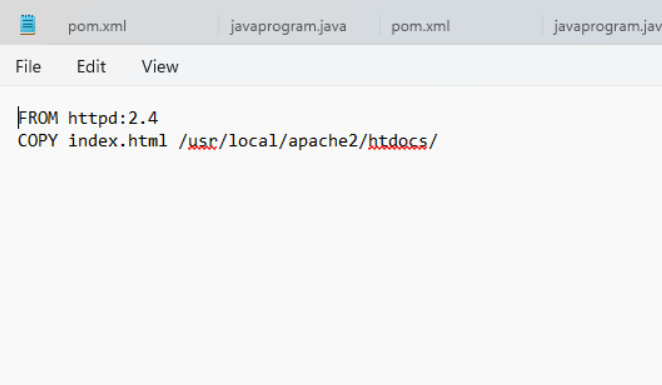 pom.xml javaprogram.java pom.xml javaprogram.jav
File Edit View
FROM httpd:2.4
COPY index.html /usr/local/apache2/htdocs/